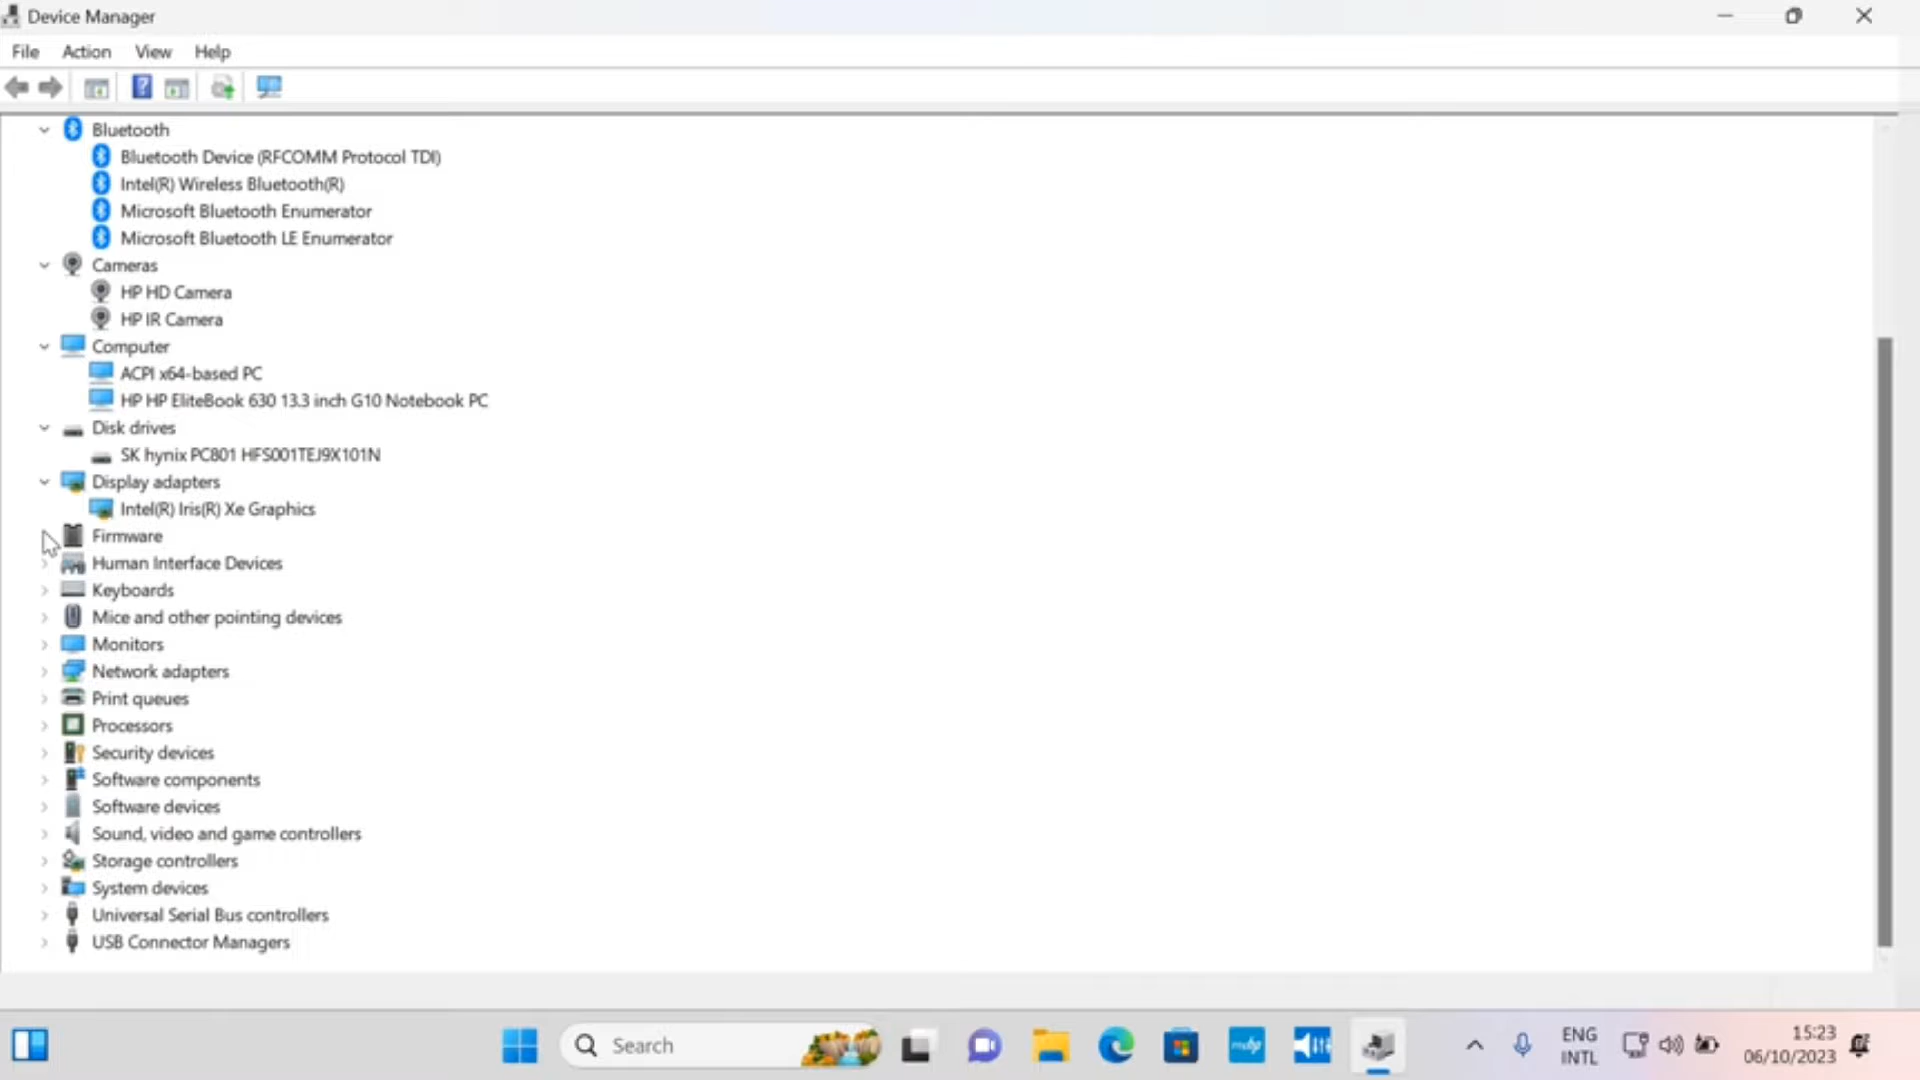 Device Manager
File Action View Help
Bluetooth
Bluetooth Device (RFCOMM Protocol TDI)
Intel(R) Wireless Bluetooth(R)
Microsoft Bluetooth Enumerator
Microsoft Bluetooth LE Enumerator
Cameras
HP HD Camera
HP IR Camera
Computer
ACPI x64-based PC
HP HP EliteBook 630 13.3 inch G10 Notebook PC
Disk drives
SK hynix PC801 HFS001TEJ9X101N
Display adapters
Intel(R) Iris(R) Xe Graphics
Firmware
Human Interface Devices
Keyboards
Mice and other pointing devices
Monitors
Network adapters
Print queues
Processors
Security devices
Software components
Software devices
Sound, video and game controllers
Storage controllers
System devices
Universal Serial Bus controllers
USB Connector Managers
Search
myhp
ENG
INTL
15:23
06/10/2023